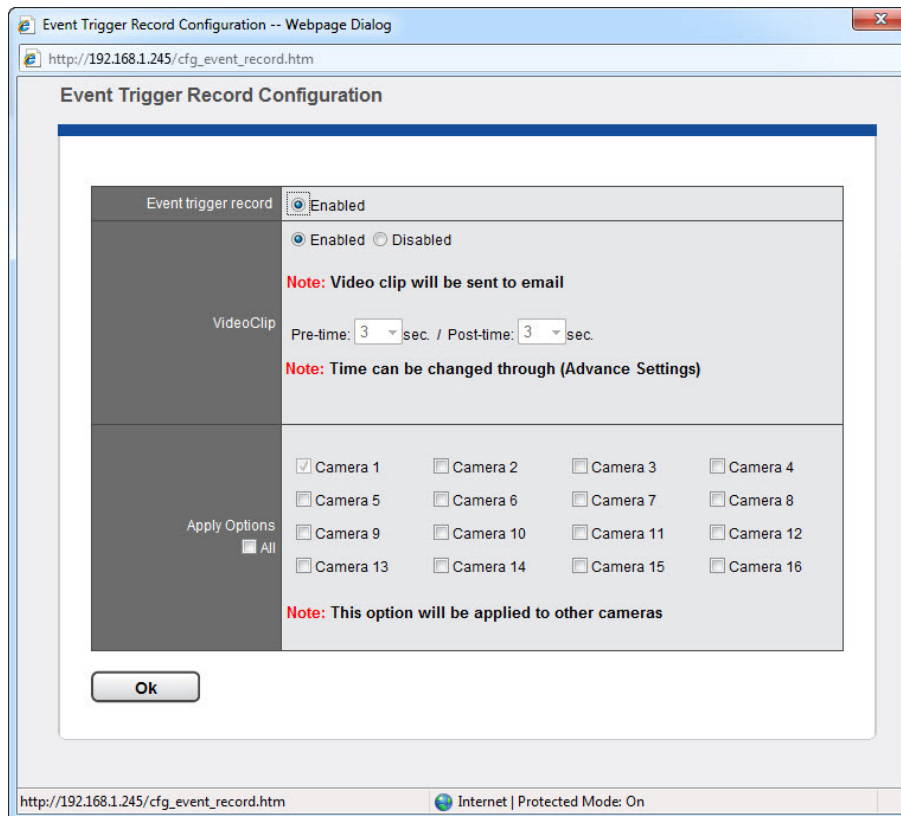 Event Trigger Record Configuration -- Webpage Dialog
http://192.168.1.245/cfg_event_record.htm
Event Trigger Record Configuration
Event trigger record Enabled
VideoClip
Enabled Disabled
Note: Video clip will be sent to email
Pre-time: 3 sec. / Post-time: 3 sec.
Note: Time can be changed through (Advance Settings)
Apply Options
All
Camera 1 Camera 2 Camera 3 Camera 4
Camera 5 Camera 6 Camera 7 Camera 8
Camera 9 Camera 10 Camera 11 Camera 12
Camera 13 Camera 14 Camera 15 Camera 16
Note: This option will be applied to other cameras
Ok
http://192.168.1.245/cfg_event_record.htm Internet | Protected Mode: On